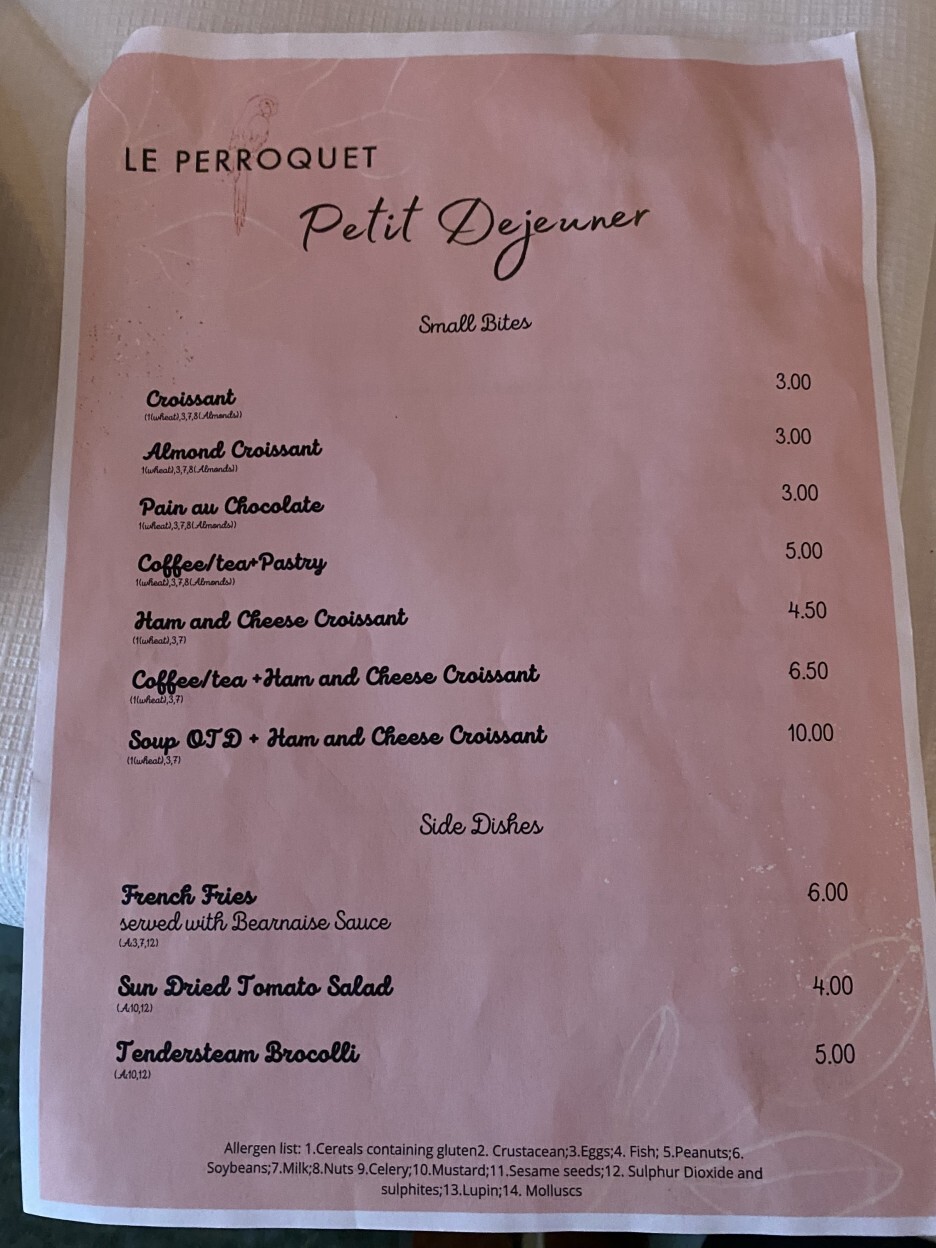 LE PERROQUET
Petit Dejeuner
Small Bites
Croissant 3.00
(1(wheat),3,7,8(Almonds))
Almond Croissant 3.00
1(wheat),3,7,8(Almonds))
Pain au Chocolate 3.00
1(wheat),3,7,8(Almonds))
Coffee/tea+Pastry 5.00
1(wheat),3,7,8(Almonds))
Ham and Cheese Croissant 4.50
(1(wheat),3,7)
Coffee/tea +Ham and Cheese Croissant 6.50
(1(wheat),3,7)
Soup OTD + Ham and Cheese Croissant 10.00
(1(wheat),3,7)
Side Dishes
French Fries 6.00
served with Bearnaise Sauce
(A:3,7,12)
Sun Dried Tomato Salad 4.00
(A:10,12)
Tendersteam Brocolli 5.00
(A:10,12)
Allergen list: 1.Cereals containing gluten2. Crustacean;3.Eggs;4. Fish; 5.Peanuts;6.
Soybeans;7.Milk;8.Nuts 9.Celery;10.Mustard;11.Sesame seeds;12. Sulphur Dioxide and
sulphites;13.Lupin;14. Molluscs